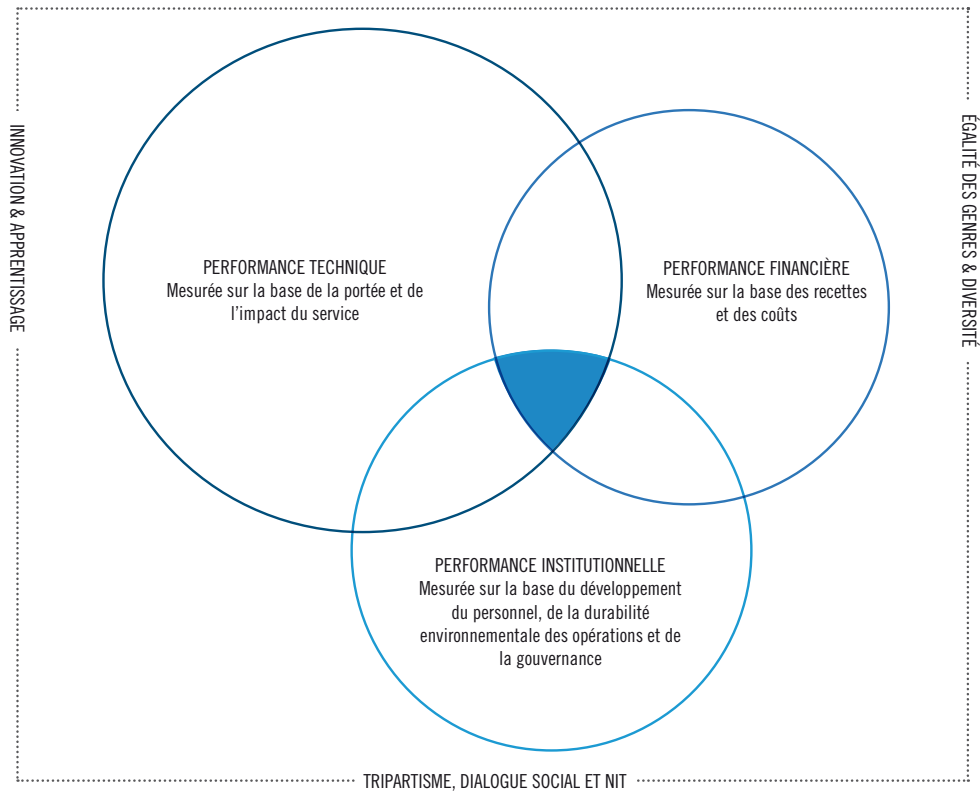 INNOVATION & APPRENTISSAGE
ÉGALITÉ DES GENRES & DIVERSITÉ
PERFORMANCE TECHNIQUE
Mesurée sur la base de la portée et de
l’impact du service
PERFORMANCE FINANCIÈRE
Mesurée sur la base des recettes
et des coûts
PERFORMANCE INSTITUTIONNELLE
Mesurée sur la base du développement
du personnel, de la durabilité
environnementale des opérations et de
la gouvernance
TRIPARTISME, DIALOGUE SOCIAL ET NIT